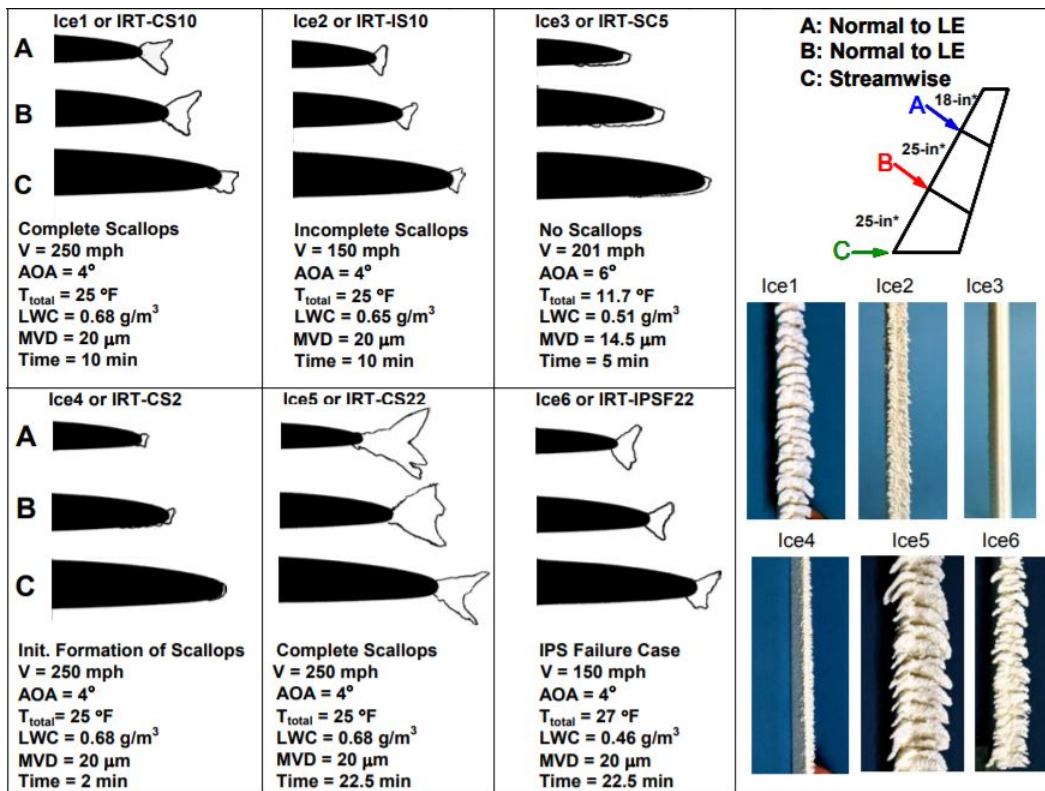 Ice1 or IRT-CS10
A
B
C
Complete Scallops
V = 250 mph
AOA = 4°
T_total = 25 °F
LWC = 0.68 g/m³
MVD = 20 μm
Time = 10 min
Ice2 or IRT-IS10
Incomplete Scallops
V = 150 mph
AOA = 4°
T_total = 25 °F
LWC = 0.65 g/m³
MVD = 20 μm
Time = 10 min
Ice3 or IRT-SC5
No Scallops
V = 201 mph
AOA = 6°
T_total = 11.7 °F
LWC = 0.51 g/m³
MVD = 14.5 μm
Time = 5 min
Ice4 or IRT-CS2
A
B
C
Init. Formation of Scallops
V = 250 mph
AOA = 4°
T_total= 25 °F
LWC = 0.68 g/m³
MVD = 20 μm
Time = 2 min
Ice5 or IRT-CS22
Complete Scallops
V = 250 mph
AOA = 4°
T_total = 25 °F
LWC = 0.68 g/m³
MVD = 20 μm
Time = 22.5 min
Ice6 or IRT-IPSF22
IPS Failure Case
V = 150 mph
AOA = 4°
T_total = 27 °F
LWC = 0.46 g/m³
MVD = 20 μm
Time = 22.5 min
A: Normal to LE
B: Normal to LE
C: Streamwise
18-in*
A
25-in*
B
25-in*
C
Ice1
Ice2
Ice3
Ice4
Ice5
Ice6